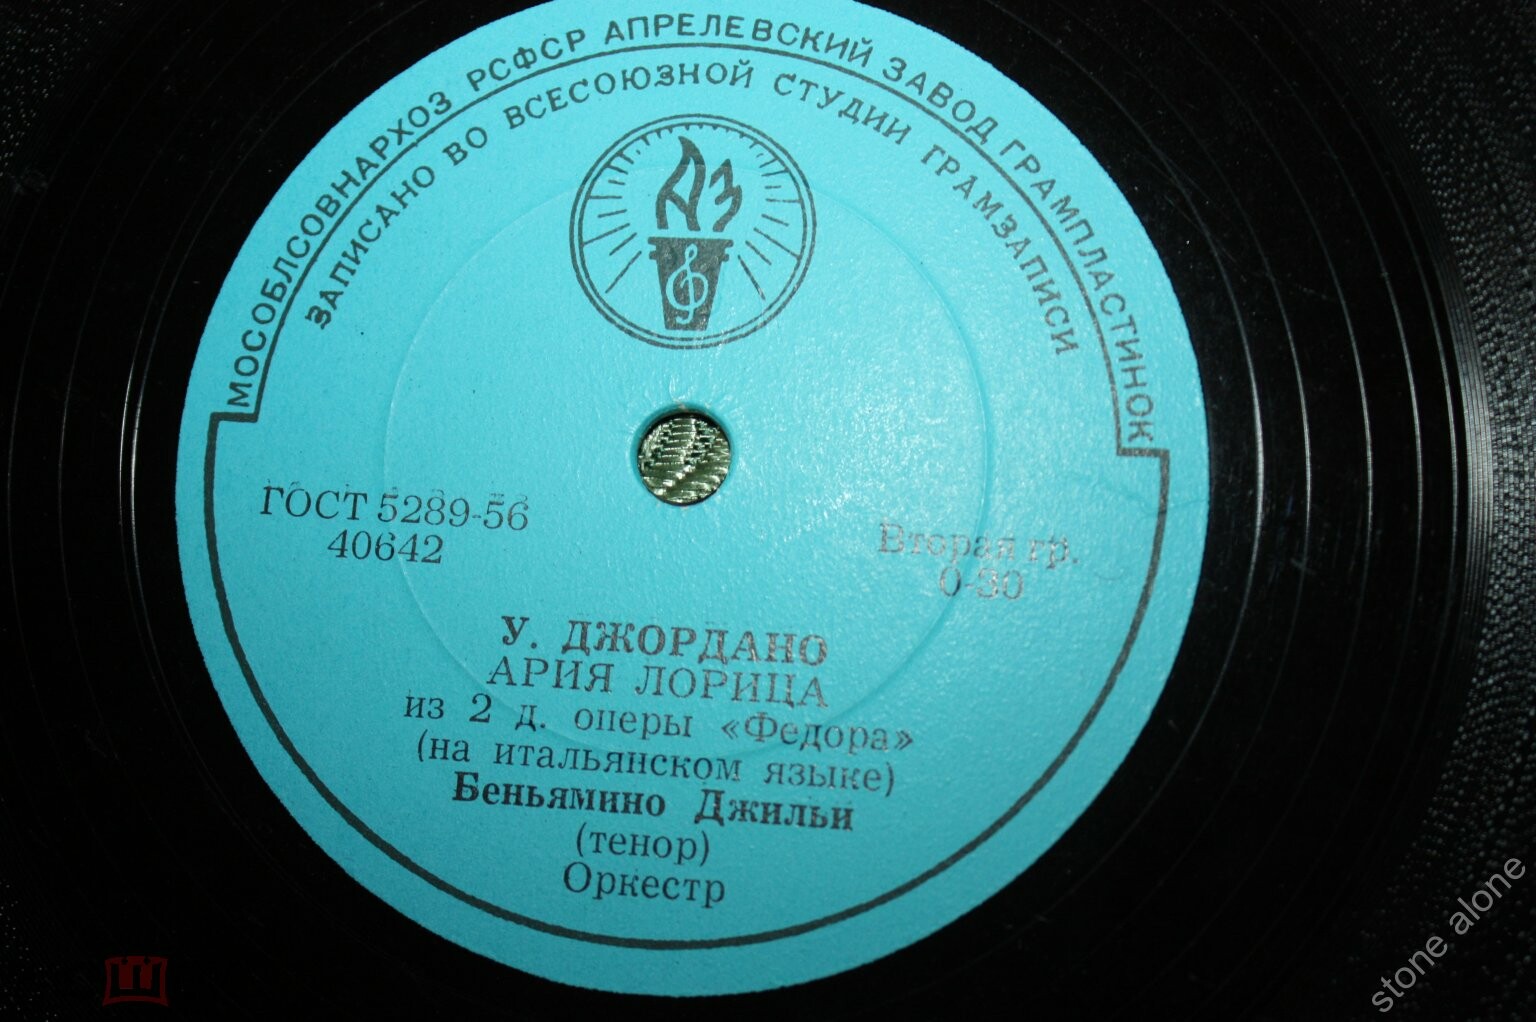 МОСОБЛСОВНАРХОЗ РСФСР АПРЕЛЕВСКИЙ ЗАВОД ГРАМПЛАСТИНОК
ЗАПИСАНО ВО ВСЕСОЮЗНОЙ СТУДИИ ГРАМЗАПИСИ
АЗ
ГОСТ 5289-56
40642
Вторая гр.
0-30
У. ДЖОРДАНО
АРИЯ ЛОРИЦА
из 2 д. оперы «Федора»
(на итальянском языке)
Беньямино Джильи
(тенор)
Оркестр
stone alone